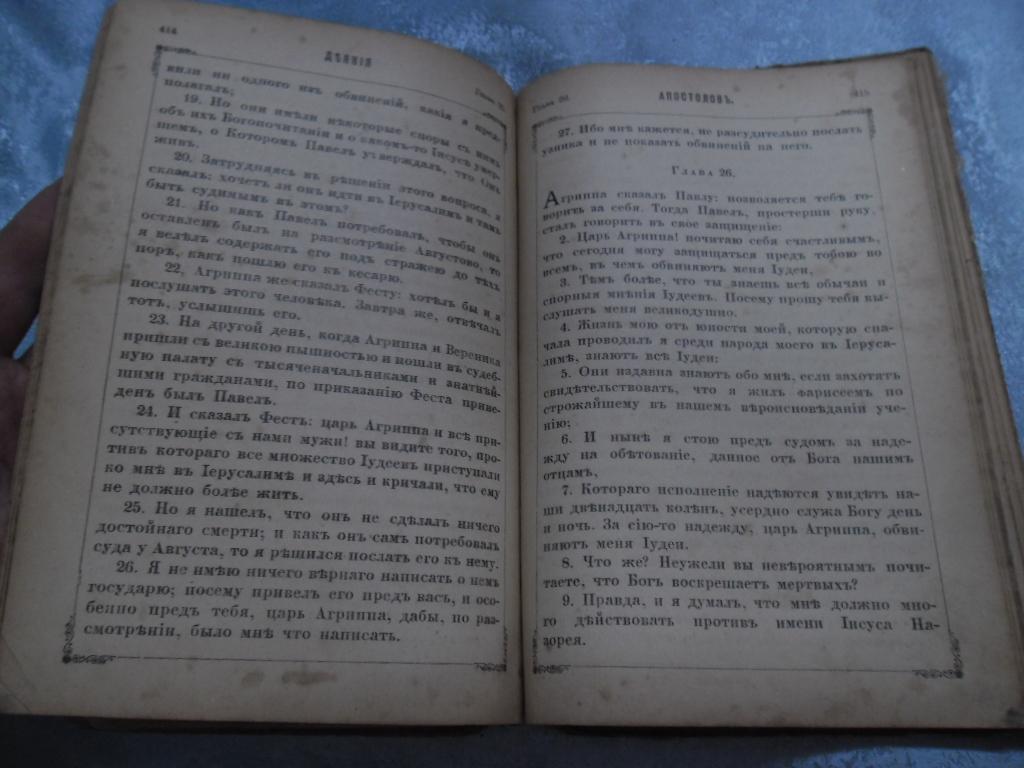 414
ДѢЯНІЯ
вили ни одного изъ обвиненій, какія я пред-
полагалъ;
19. Но они имѣли нѣкоторые споры съ нимъ
объ ихъ Богопочитаніи и о какомъ-то Іисусѣ умер-
шемъ, о Которомъ Павелъ утверждалъ, что Онъ
живъ.
20. Затрудняясь въ рѣшеніи этого вопроса, я
сказалъ: хочетъ ли онъ идти въ Іерусалимъ и тамъ
быть судимымъ въ этомъ?
21. Но какъ Павелъ потребовалъ, чтобы онъ
оставленъ былъ на разсмотрѣніе Августово, то
я велѣлъ содержать его подъ стражею до тѣхъ
поръ, какъ пошлю его къ кесарю.
22. Агриппа же сказалъ Фесту: хотѣлъ бы и я
послушать этого человѣка. Завтра же, отвѣчалъ
тотъ, услышишь его.
23. На другой день, когда Агриппа и Вереника
пришли съ великою пышностью и вошли въ судеб-
ную палату съ тысяченачальниками и знатнѣй-
шими гражданами, по приказанію Феста приве-
денъ былъ Павелъ.
24. И сказалъ Фестъ: царь Агриппа и всѣ при-
сутствующіе съ нами мужи! вы видите того, про-
тивъ котораго все множество Іудеевъ приступали
ко мнѣ въ Іерусалимѣ и здѣсь и кричали, что ему
не должно болѣе жить.
25. Но я нашелъ, что онъ не сдѣлалъ ничего
достойнаго смерти; и какъ онъ самъ потребовалъ
суда у Августа, то я рѣшился послать его къ нему.
26. Я не имѣю ничего вѣрнаго написать о немъ
государю; посему привелъ его предъ васъ, и осо-
бенно предъ тебя, царь Агриппа, дабы, по раз-
смотрѣніи, было мнѣ что написать.
Глава 26.
АПОСТОЛОВЪ.
415
27. Ибо мнѣ кажется, не разсудительно послать
узника и не показать обвиненій на него.
Глава 26.
Агриппа сказалъ Павлу: позволяется тебѣ го-
ворить за себя. Тогда Павелъ, простерши руку,
сталъ говорить въ свое защищеніе:
2. Царь Агриппа! почитаю себя счастливымъ,
что сегодня могу защищаться предъ тобою во
всемъ, въ чемъ обвиняютъ меня Іудеи,
3. Тѣмъ болѣе, что ты знаешь всѣ обычаи и
спорныя мнѣнія Іудеевъ. Посему прошу тебя вы-
слушать меня великодушно.
4. Жизнь мою отъ юности моей, которую сна-
чала проводилъ я среди народа моего въ Іеруса-
лимѣ, знаютъ всѣ Іудеи;
5. Они издавна знаютъ обо мнѣ, если захотятъ
свидѣтельствовать, что я жилъ фарисеемъ по
строжайшему въ нашемъ вѣроисповѣданіи уче-
нію;
6. И нынѣ я стою предъ судомъ за надеж-
ду на обѣтованіе, данное отъ Бога нашимъ
отцамъ,
7. Котораго исполненіе надѣются увидѣть на-
ши двѣнадцать колѣнъ, усердно служа Богу день
и ночь. За сію-то надежду, царь Агриппа, обви-
няютъ меня Іудеи.
8. Что же? Неужели вы невѣроятнымъ почи-
таете, что Богъ воскрешаетъ мертвыхъ?
9. Правда, и я думалъ, что мнѣ должно мно-
го дѣйствовать противъ имени Іисуса На-
зорея.